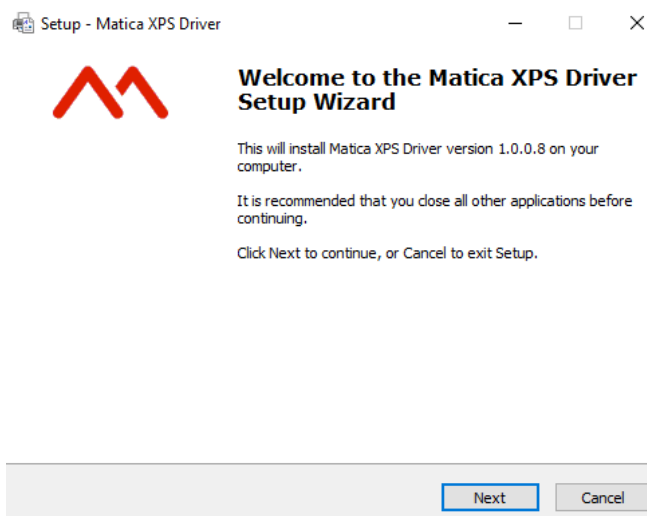 Setup - Matica XPS Driver
Welcome to the Matica XPS Driver
Setup Wizard
This will install Matica XPS Driver version 1.0.0.8 on your
computer.
It is recommended that you close all other applications before
continuing.
Click Next to continue, or Cancel to exit Setup.
Next
Cancel